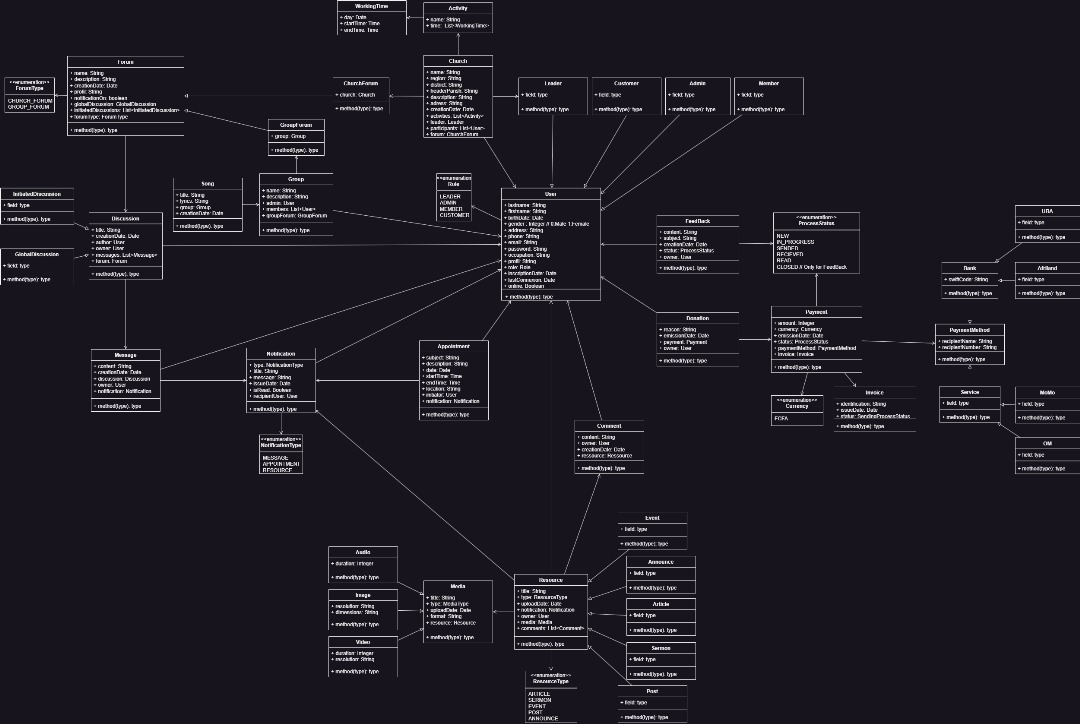 WorkingTime
+ day: Date
+ startTime: Time
+ endTime: Time
Activity
+ name: String
+ time: List<WorkingTime>
Forum
+ name: String
+ description: String
+ creationDate: Date
+ profil: String
+ notificationOn: boolean
+ globalDiscussion: GlobalDiscussion
+ initiatedDiscussions: List<InitiatedDiscussion>
+ forumType: ForumType
+ method(type): type
<<enumeration>>
ForumType
CHURCH_FORUM
GROUP_FORUM
ChurchForum
+ church: Church
+ method(type): type
Church
+ name: String
+ region: String
+ district: String
+ headerParish: String
+ description: String
+ adress: String
+ creationDate: Date
+ activities: List<Activity>
+ leader: Leader
+ participants: List<User>
+ forum: ChurchForum
+ method(type): type
Leader
+ field: type
+ method(type): type
Customer
+ field: type
+ method(type): type
Admin
+ field: type
+ method(type): type
Member
+ field: type
+ method(type): type
GroupForum
+ group: Group
+ method(type): type
Group
+ name: String
+ description: String
+ admin: User
+ members: List<User>
+ groupForum: GroupForum
+ method(type): type
Song
+ title: String
+ lyrics: String
+ group: Group
+ creationDate: Date
+ method(type): type
InitiatedDiscussion
+ field: type
+ method(type): type
GlobalDiscussion
+ field: type
+ method(type): type
Discussion
+ title: String
+ creationDate: Date
+ author: User
+ owner: User
+ messages: List<Message>
+ forum: Forum
+ method(type): type
<<enumeration
Role
LEADER
ADMIN
MEMBER
CUSTOMER
User
+ lastname: String
+ firstname: String
+ birthDate: Date
+ gender: Integer // 0.Male 1.Female
+ address: String
+ phone: String
+ email: String
+ password: String
+ occupation: String
+ profil: String
+ role: Role
+ inscriptionDate: Date
+ lastConnexion: Date
+ online: Boolean
+ method(type): type
FeedBack
+ content: String
+ subject: String
+ creationDate: Date
+ status: ProcessStatus
+ owner: User
+ method(type): type
<<enumeration>>
ProcessStatus
NEW
IN_PROGRESS
SENDED
RECIEVED
READ
CLOSED // Only for FeedBack
UBA
+ field: type
+ method(type): type
Bank
+ swiftCode: String
+ method(type): type
+ field: type
+ method(type): type
Donation
+ reacon: String
+ emissionDate: Date
+ payment: Payment
+ owner: User
+ method(type): type
Payment
+ amount: Integer
+ currency: Currency
+ emissionDate: Date
+ status: ProcessStatus
+ paymentMethod: PaymentMethod
+ invoice: Invoice
+ method(type): type
PaymentMethod
+ recipientName: String
+ recipientNumber: String
+ method(type): type
<<enumeration>>
Currency
FCFA
Invoice
+ identification: String
+ issueDate: Date
+ status: SendingProcessStatus
+ method(type): type
Service
+ field: type
+ method(type): type
MoMo
+ field: type
+ method(type): type
OM
+ field: type
+ method(type): type
Message
+ content: String
+ creationDate: Date
+ discussion: Discussion
+ owner: User
+ notification: Notification
+ method(type): type
Notification
+ type: NotificationType
+ title: String
+ message: String
+ issueDate: Date
+ isRead: Boolean
+ recipientUser: User
+ method(type): type
<<enumeration>>
NotificationType
MESSAGE
APPOINTMENT
RESOURCE
Appointment
+ subject: String
+ description: String
+ date: Date
+ startTime: Time
+ endTime: Time
+ location: String
+ initiator: User
+ notification: Notification
+ method(type): type
Comment
+ content: String
+ owner: User
+ creationDate: Date
+ ressource: Ressource
+ method(type): type
Audio
+ duration: Integer
+ method(type): type
Image
+ resolution: String
+ dimensions: String
+ method(type): type
Video
+ duration: Integer
+ resolution: String
+ method(type): type
Media
+ title: String
+ type: MediaType
+ uploadDate: Date
+ format: String
+ resource: Resource
+ method(type): type
Resource
+ title: String
+ type: ResourceType
+ uploadDate: Date
+ notification: Notification
+ owner: User
+ media: Media
+ comments: List<Comment>
+ method(type): type
<<enumeration>>
ResourceType
ARTICLE
SERMON
EVENT
POST
ANNOUNCE
Event
+ field: type
+ method(type): type
Announce
+ field: type
+ method(type): type
Article
+ field: type
+ method(type): type
Sermon
+ field: type
+ method(type): type
Post
+ field: type
+ method(type): type